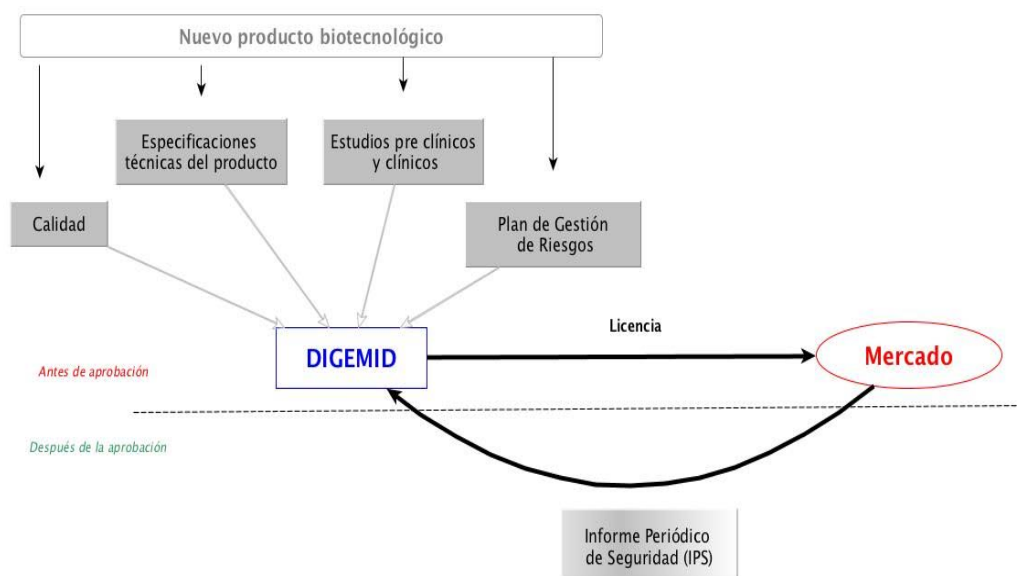 Nuevo producto biotecnológico
Especificaciones
técnicas del producto
Estudios pre clínicos
y clínicos
Calidad
Plan de Gestión
de Riesgos
Licencia
DIGEMID
Mercado
Antes de aprobación
Después de la aprobación
Informe Periódico
de Seguridad (IPS)